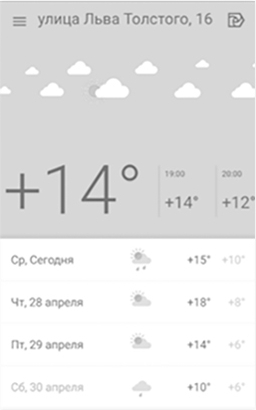 улица Льва Толстого, 16
+14°
19:00
+14°
20:00
+12°
Ср, Сегодня +15° +10°
Чт, 28 апреля +18° +8°
Пт, 29 апреля +14° +6°
Сб, 30 апреля +10° +6°